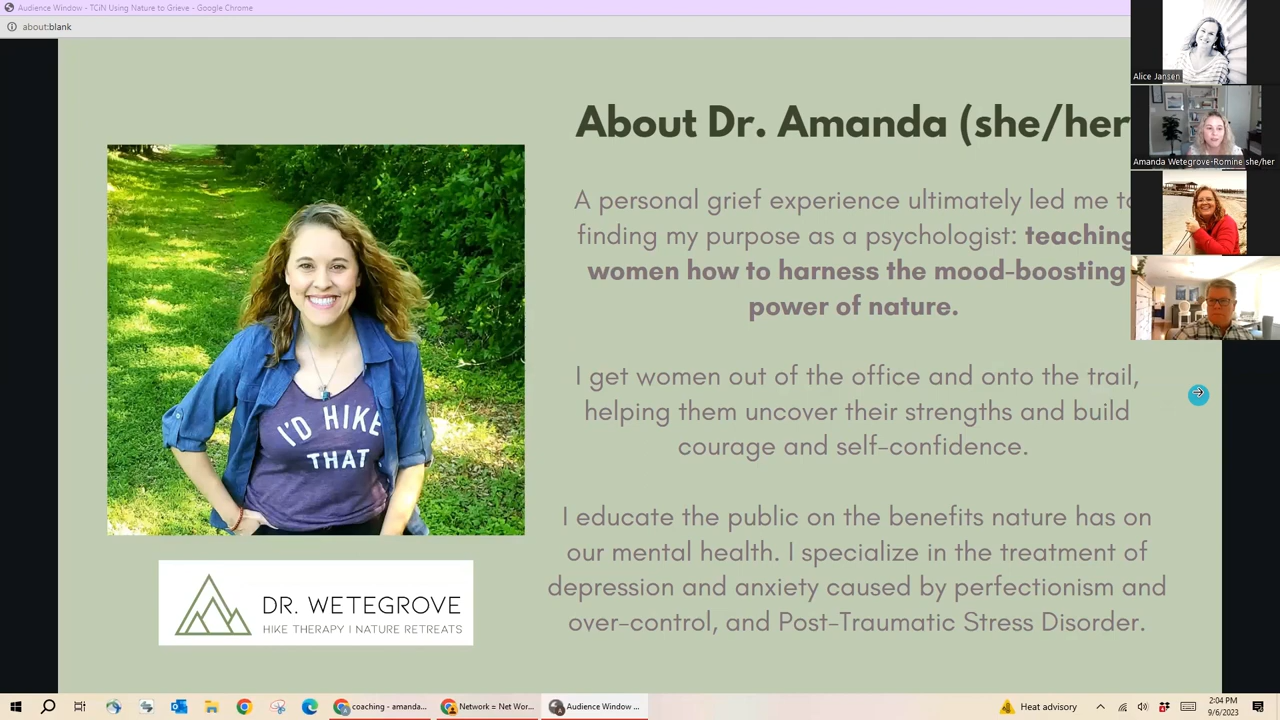 Audience Window - TCiN Using Nature to Grieve - Google Chrome
about:blank
About Dr. Amanda (she/her
A personal grief experience ultimately led me to
finding my purpose as a psychologist: teaching
women how to harness the mood-boosting
power of nature.
I get women out of the office and onto the trail,
helping them uncover their strengths and build
courage and self-confidence.
I educate the public on the benefits nature has on
our mental health. I specialize in the treatment of
depression and anxiety caused by perfectionism and
over-control, and Post-Traumatic Stress Disorder.
I'D HIKE
THAT
DR. WETEGROVE
HIKE THERAPY | NATURE RETREATS
Alice Jansen
Amanda Wetegrove-Romine she/her
coaching - amanda...
Network = Net Wor...
Audience Window ...
Heat advisory
2:04 PM
9/6/2023